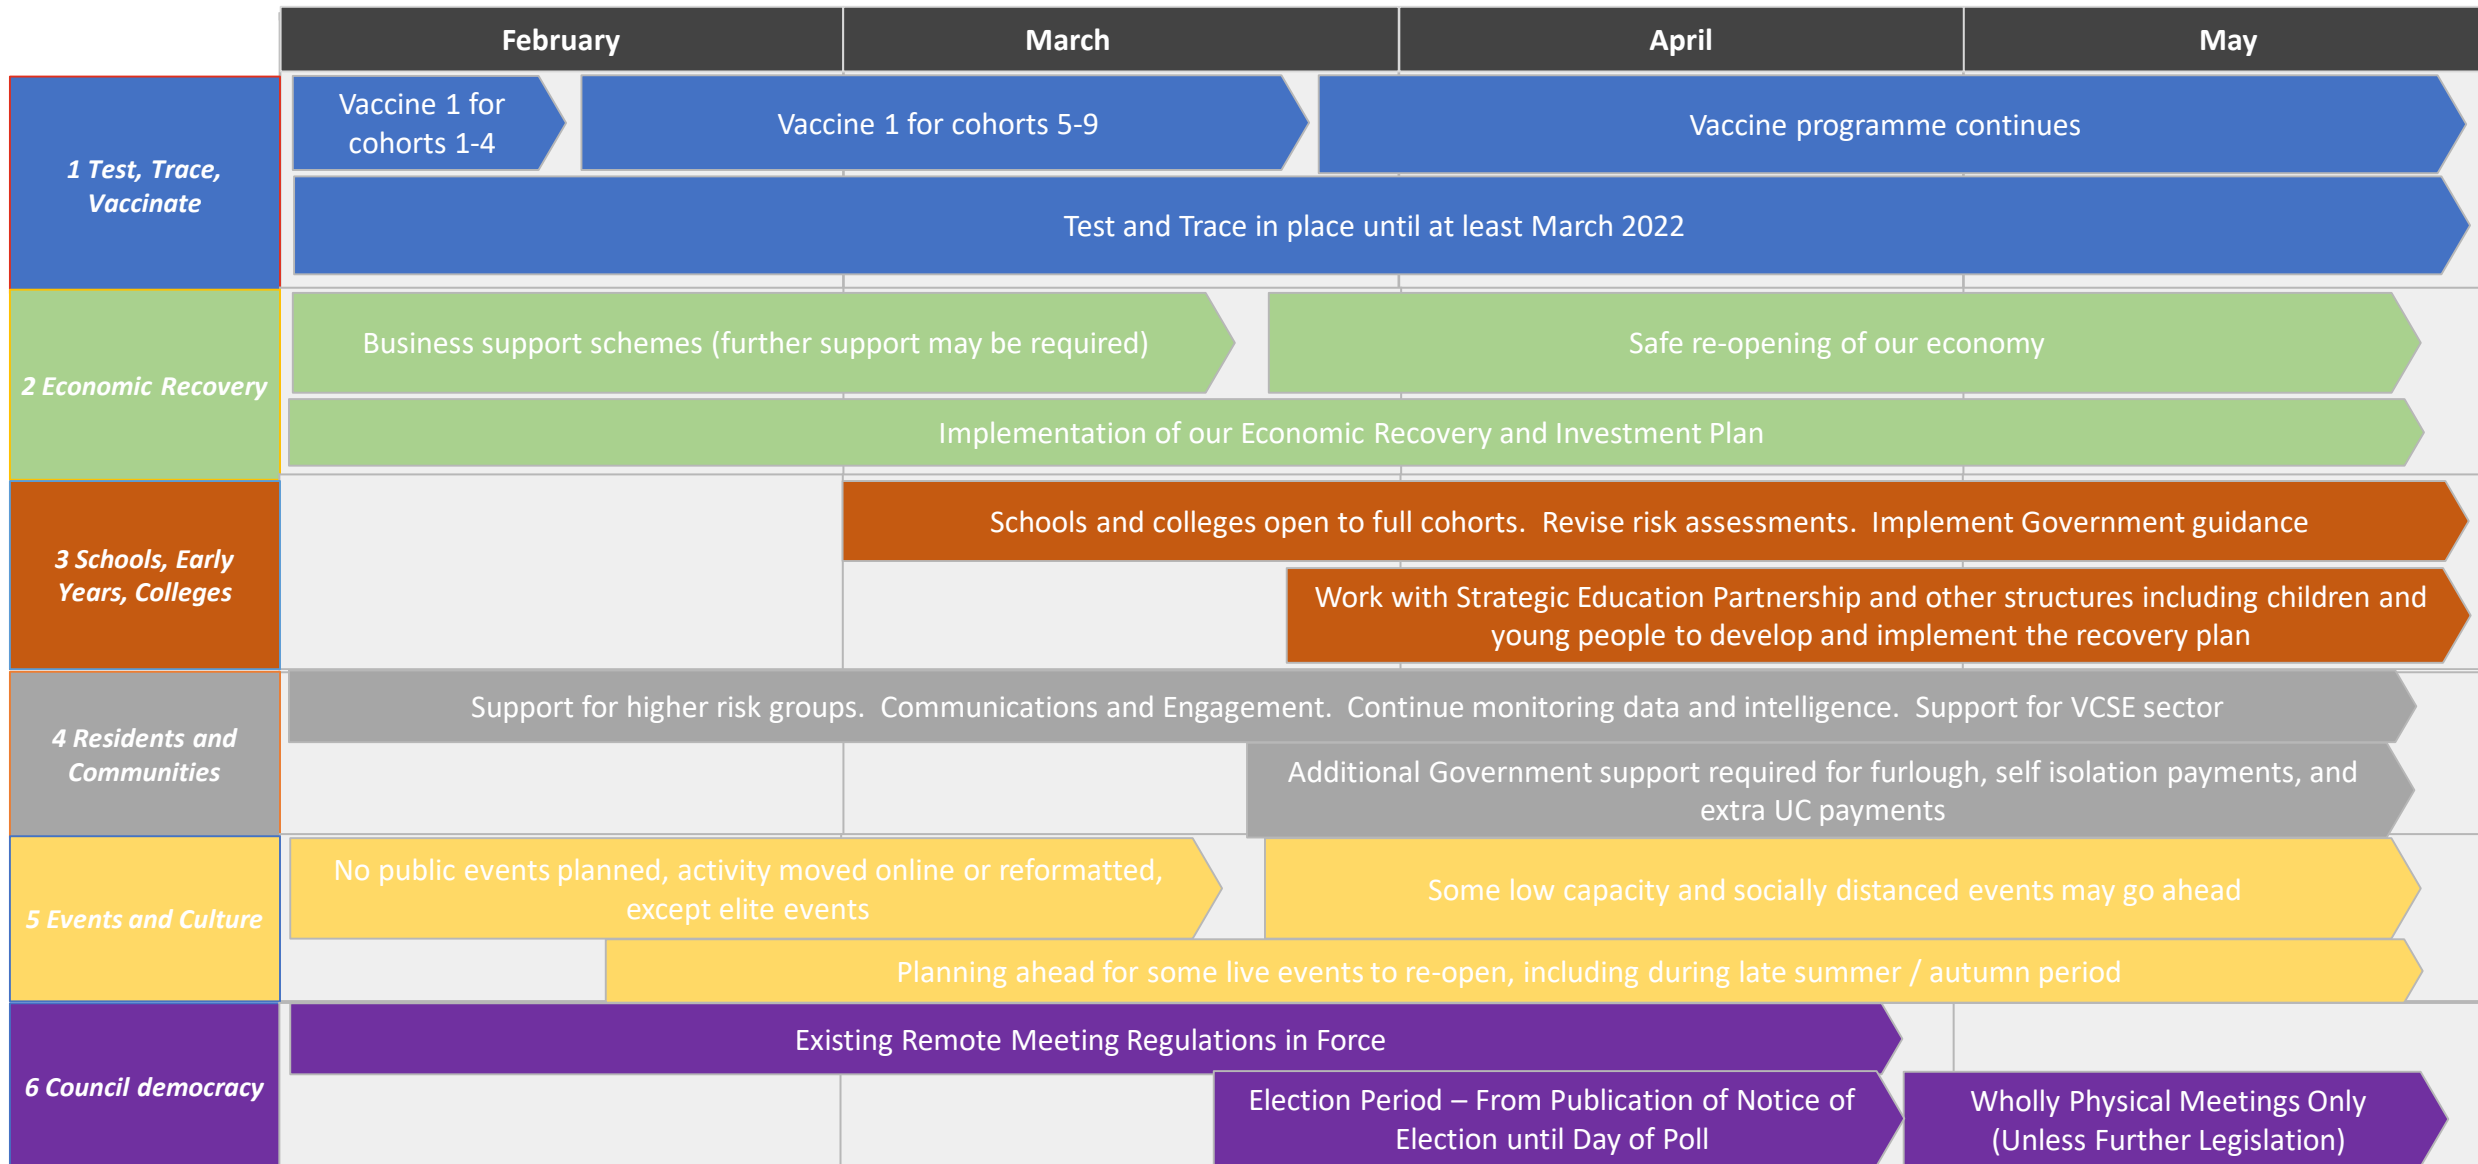 February
March
April
May
1 Test, Trace,
Vaccinate
Vaccine 1 for
cohorts 1-4
Vaccine 1 for cohorts 5-9
Vaccine programme continues
Test and Trace in place until at least March 2022
2 Economic Recovery
Business support schemes (further support may be required)
Safe re-opening of our economy
Implementation of our Economic Recovery and Investment Plan
3 Schools, Early
Years, Colleges
Schools and colleges open to full cohorts.  Revise risk assessments.  Implement Government guidance
Work with Strategic Education Partnership and other structures including children and
young people to develop and implement the recovery plan
4 Residents and
Communities
Support for higher risk groups.  Communications and Engagement.  Continue monitoring data and intelligence.  Support for VCSE sector
Additional Government support required for furlough, self isolation payments, and
extra UC payments
5 Events and Culture
No public events planned, activity moved online or reformatted,
except elite events
Some low capacity and socially distanced events may go ahead
Planning ahead for some live events to re-open, including during late summer / autumn period
6 Council democracy
Existing Remote Meeting Regulations in Force
Election Period – From Publication of Notice of
Election until Day of Poll
Wholly Physical Meetings Only
(Unless Further Legislation)